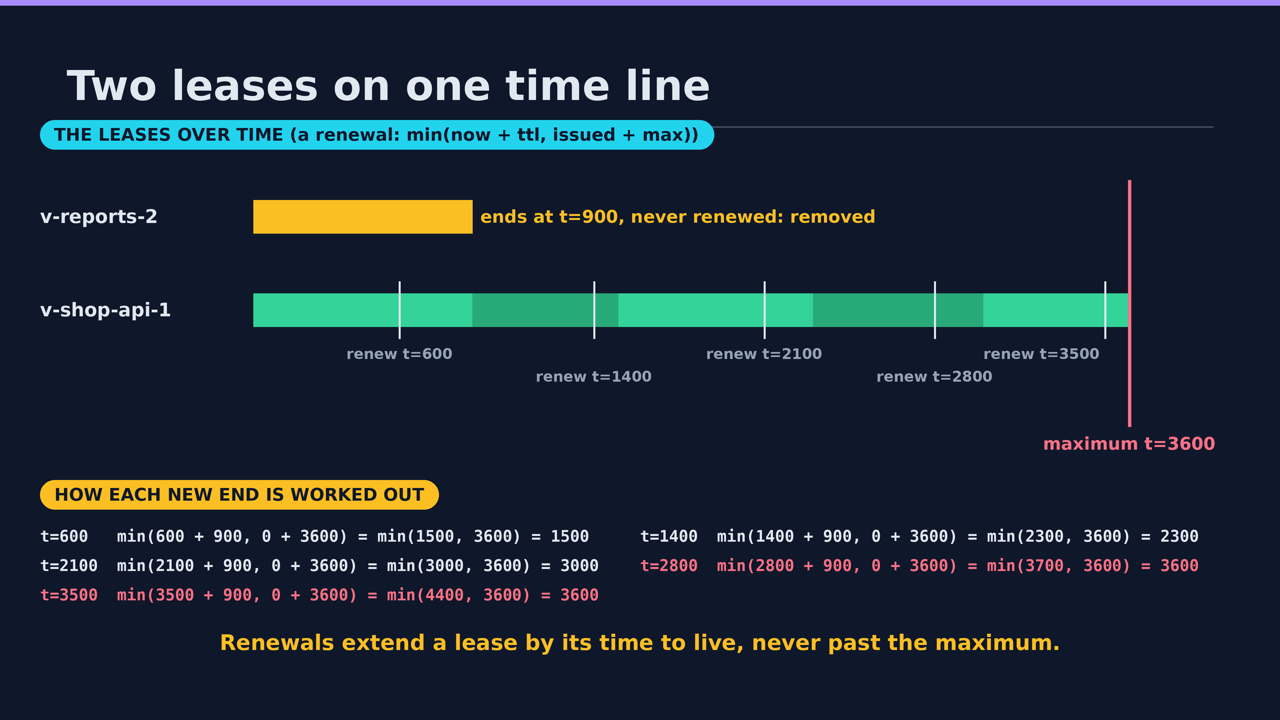 Two leases on one time line
THE LEASES OVER TIME (a renewal: min(now + ttl, issued + max))
v-reports-2
ends at t=900, never renewed: removed
v-shop-api-1
renew t=600
renew t=2100
renew t=3500
renew t=1400
renew t=2800
maximum t=3600
HOW EACH NEW END IS WORKED OUT
t=600 min(600 + 900, 0 + 3600) = min(1500, 3600) = 1500
t=1400 min(1400 + 900, 0 + 3600) = min(2300, 3600) = 2300
t=2100 min(2100 + 900, 0 + 3600) = min(3000, 3600) = 3000
t=2800 min(2800 + 900, 0 + 3600) = min(3700, 3600) = 3600
t=3500 min(3500 + 900, 0 + 3600) = min(4400, 3600) = 3600
Renewals extend a lease by its time to live, never past the maximum.